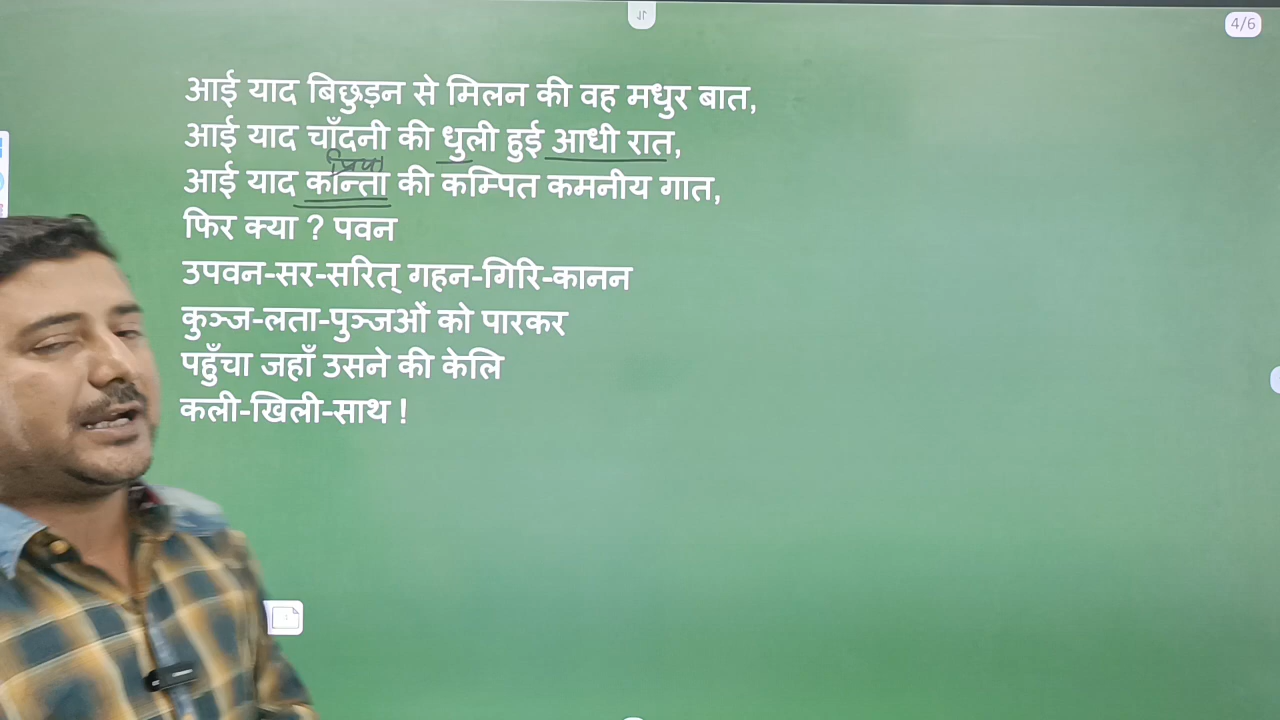 4/6
आई याद बिछुड़न से मिलन की वह मधुर बात,
आई याद चाँदनी की धुली हुई आधी रात,
प्रिया
आई याद कान्ता की कम्पित कमनीय गात,
फिर क्या ? पवन
उपवन-सर-सरित् गहन-गिरि-कानन
कुञ्ज-लता-पुञ्जओं को पारकर
पहुँचा जहाँ उसने की केलि
कली-खिली-साथ !